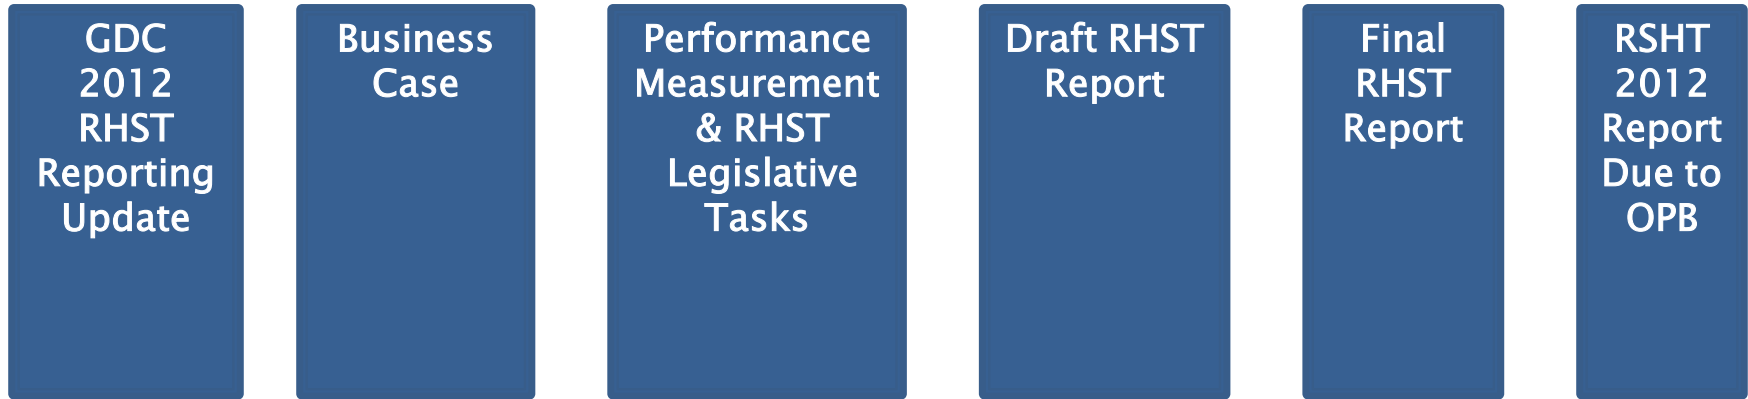 GDC
2012
RHST
Reporting
Update
Business
Case
Performance
Measurement
& RHST
Legislative
Tasks
Draft RHST
Report
Final
RHST
Report
RSHT
2012
Report
Due to
OPB